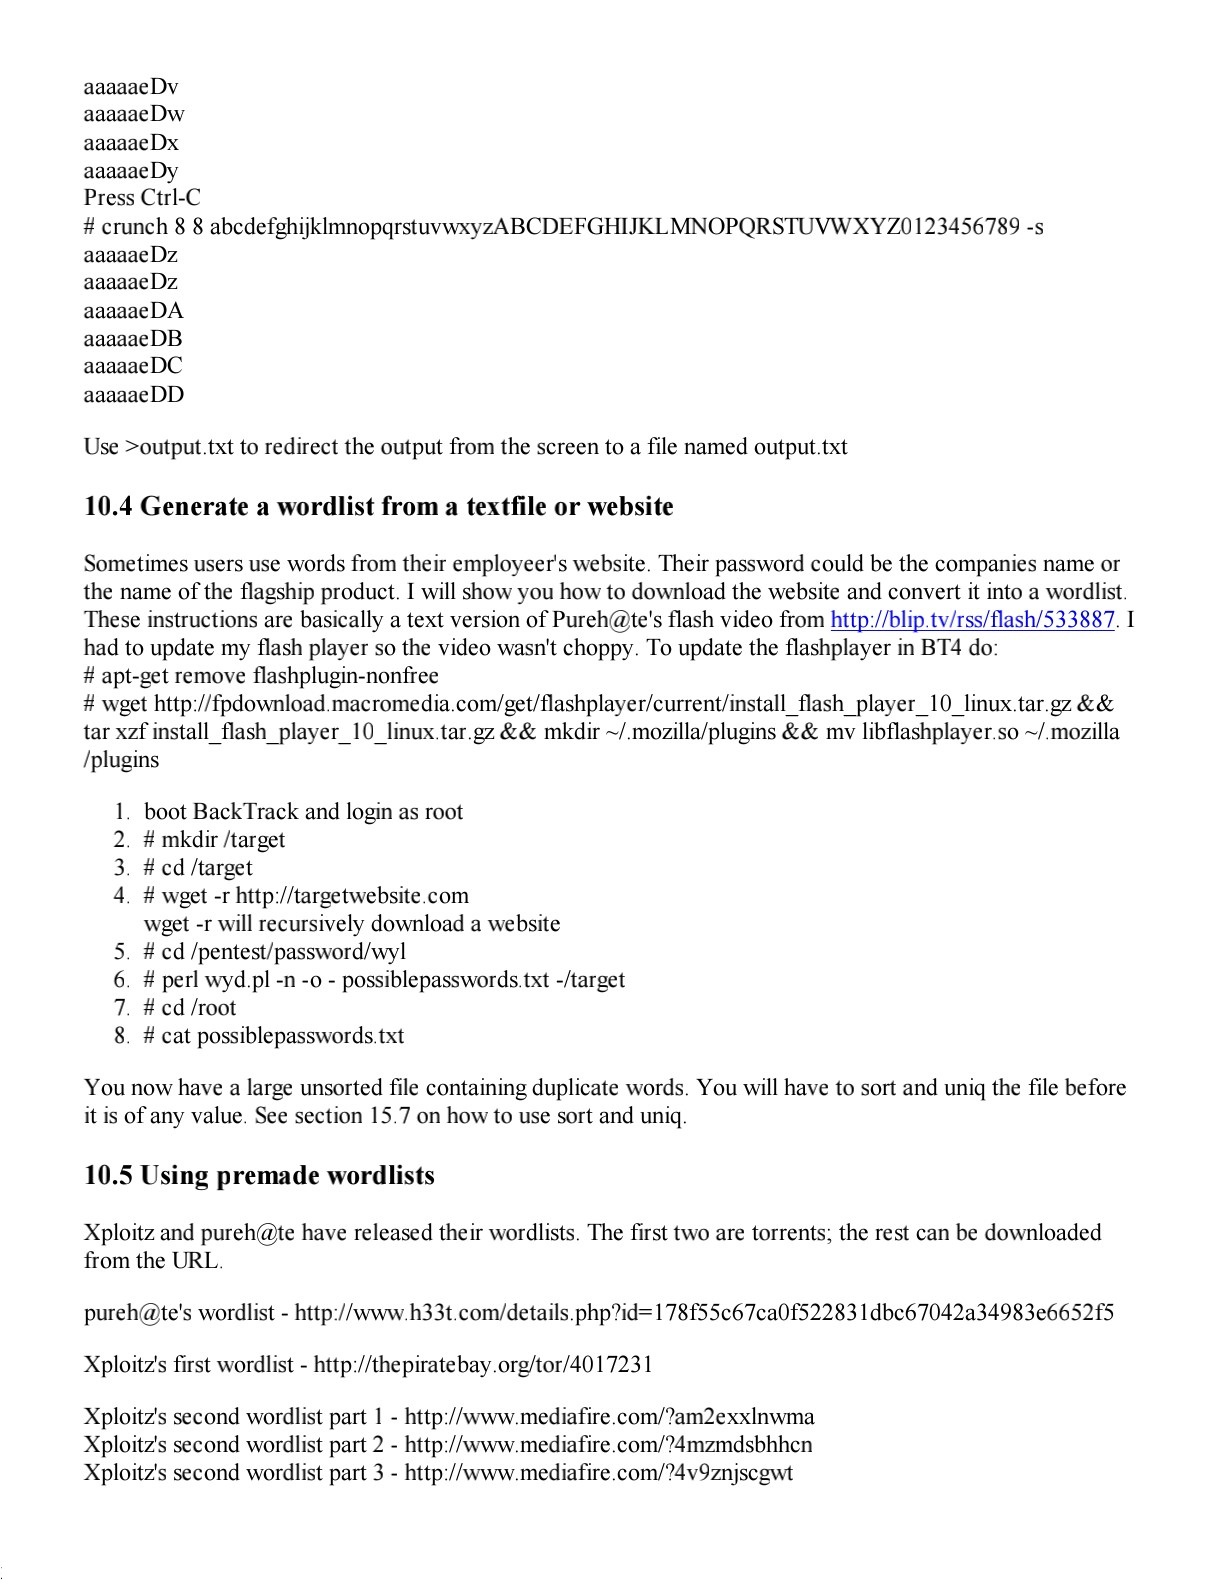 aaaaaeDv
aaaaaeDw
aaaaaeDx
aaaaaeDy
Press Ctrl-C
# crunch 8 8 abcdefghijklmnopqrstuvwxyzABCDEFGHIJKLMNOPQRSTUVWXYZ0123456789 -s
aaaaaeDz
aaaaaeDz
aaaaaeDA
aaaaaeDB
aaaaaeDC
aaaaaeDD
Use >output.txt to redirect the output from the screen to a file named output.txt
10.4 Generate a wordlist from a textfile or website
Sometimes users use words from their employeer's website. Their password could be the companies name or
the name of the flagship product. I will show you how to download the website and convert it into a wordlist.
These instructions are basically a text version of Pureh@te's flash video from http://blip.tv/rss/flash/533887. I
had to update my flash player so the video wasn't choppy. To update the flashplayer in BT4 do:
# apt-get remove flashplugin-nonfree
# wget http://fpdownload.macromedia.com/get/flashplayer/current/install_flash_player_10_linux.tar.gz &&
tar xzf install_flash_player_10_linux.tar.gz && mkdir ~/.mozilla/plugins && mv libflashplayer.so ~/.mozilla
/plugins
1. boot BackTrack and login as root
2. # mkdir /target
3. # cd /target
4. # wget -r http://targetwebsite.com
wget -r will recursively download a website
5. # cd /pentest/password/wyl
6. # perl wyd.pl -n -o - possiblepasswords.txt -/target
7. # cd /root
8. # cat possiblepasswords.txt
You now have a large unsorted file containing duplicate words. You will have to sort and uniq the file before
it is of any value. See section 15.7 on how to use sort and uniq.
10.5 Using premade wordlists
Xploitz and pureh@te have released their wordlists. The first two are torrents; the rest can be downloaded
from the URL.
pureh@te's wordlist - http://www.h33t.com/details.php?id=178f55c67ca0f522831dbc67042a34983e6652f5
Xploitz's first wordlist - http://thepiratebay.org/tor/4017231
Xploitz's second wordlist part 1 - http://www.mediafire.com/?am2exxlnwma
Xploitz's second wordlist part 2 - http://www.mediafire.com/?4mzmdsbhhcn
Xploitz's second wordlist part 3 - http://www.mediafire.com/?4v9znjscgwt